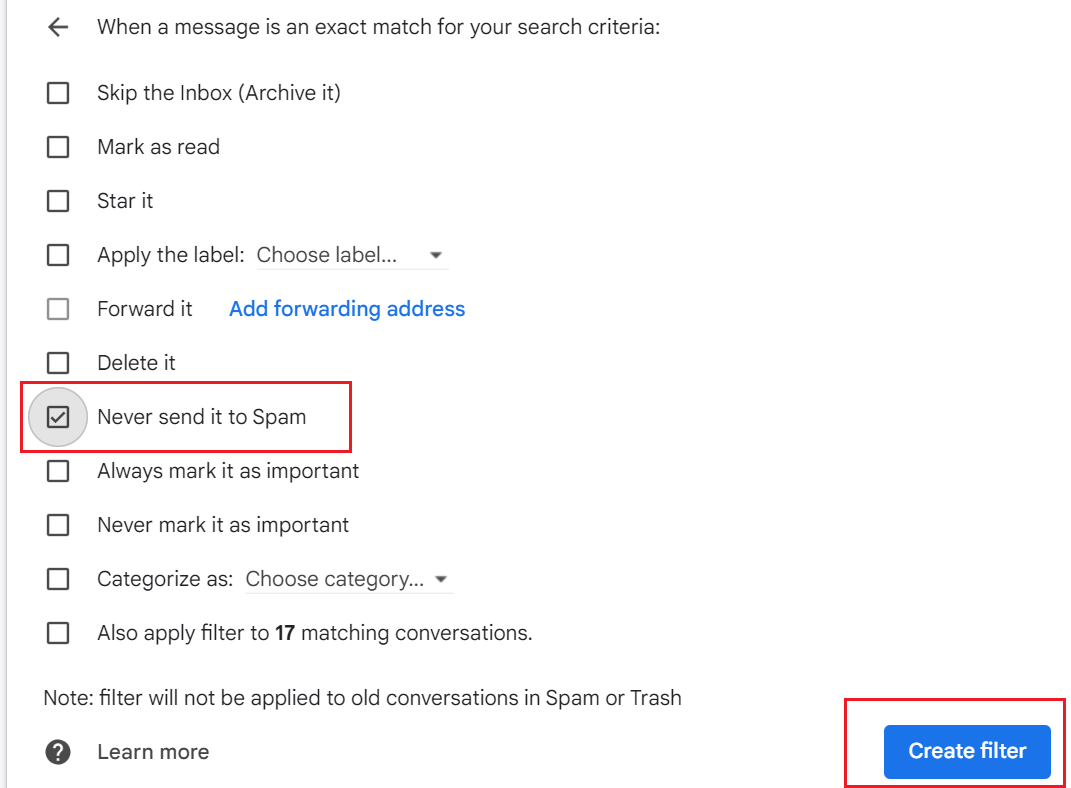 When a message is an exact match for your search criteria:
Skip the Inbox (Archive it)
Mark as read
Star it
Apply the label: Choose label...
Forward it Add forwarding address
Delete it
Never send it to Spam
Always mark it as important
Never mark it as important
Categorize as: Choose category...
Also apply filter to 17 matching conversations.
Note: filter will not be applied to old conversations in Spam or Trash
Learn more
Create filter